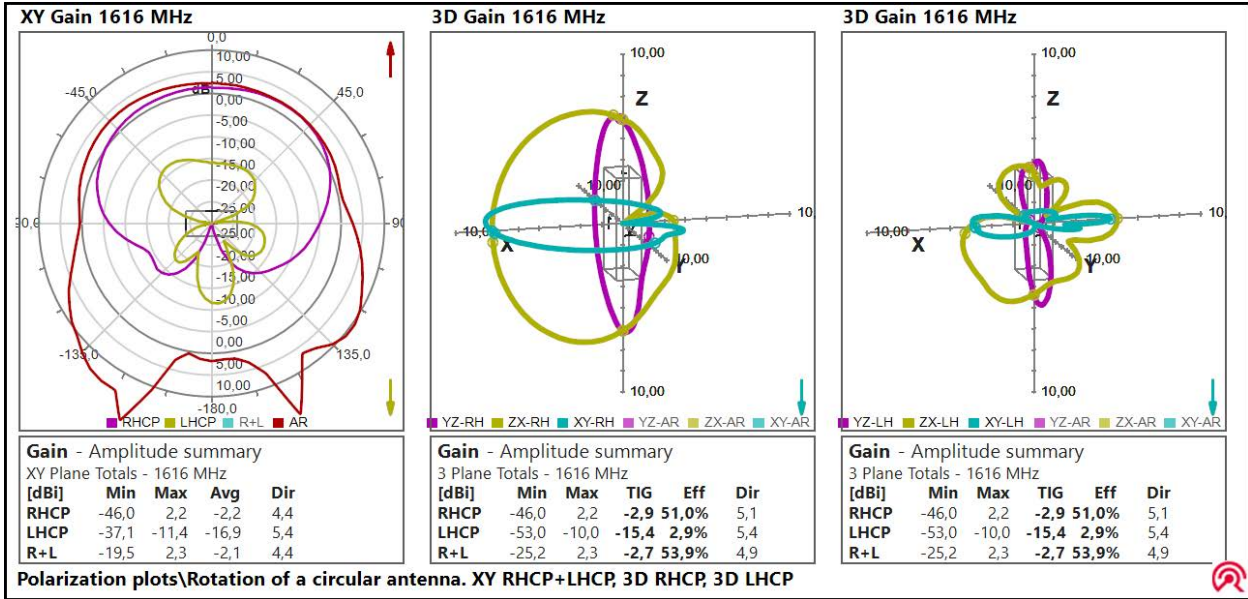 XY Gain 1616 MHz
0,0
10,00
5,00
dBi
0,00
-5,00
-10,00
-15,00
-20,00
-25,00
-25,00
-20,00
-15,00
-10,00
-5,00
0,00
5,00
10,00
-45,0
45,0
-135,0
135,0
-180,0
RHCP LHCP R+L AR
3D Gain 1616 MHz
10,00
Z
10,00
10,00
X
Y
10,00
10,00
YZ-RH ZX-RH XY-RH YZ-AR ZX-AR XY-AR
3D Gain 1616 MHz
10,00
Z
10,00
10,00
X
Y
10,00
10,00
YZ-LH ZX-LH XY-LH YZ-AR ZX-AR XY-AR
Gain - Amplitude summary
XY Plane Totals - 1616 MHz
[dBi] Min Max Avg Dir
RHCP -46,0 2,2 -2,2 4,4
LHCP -37,1 -11,4 -16,9 5,4
R+L -19,5 2,3 -2,1 4,4
Gain - Amplitude summary
3 Plane Totals - 1616 MHz
[dBi] Min Max TIG Eff Dir
RHCP -46,0 2,2 -2,9 51,0% 5,1
LHCP -53,0 -10,0 -15,4 2,9% 5,4
R+L -25,2 2,3 -2,7 53,9% 4,9
Gain - Amplitude summary
3 Plane Totals - 1616 MHz
[dBi] Min Max TIG Eff Dir
RHCP -46,0 2,2 -2,9 51,0% 5,1
LHCP -53,0 -10,0 -15,4 2,9% 5,4
R+L -25,2 2,3 -2,7 53,9% 4,9
Polarization plots\Rotation of a circular antenna. XY RHCP+LHCP, 3D RHCP, 3D LHCP